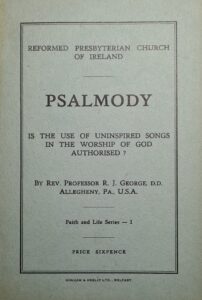 REFORMED PRESBYTERIAN CHURCH
OF IRELAND
PSALMODY
IS THE USE OF UNINSPIRED SONGS
IN THE WORSHIP OF GOD
AUTHORISED ?
BY REV. PROFESSOR R. J. GEORGE, D.D.
ALLEGHENY, PA., U.S.A.
Faith and Life Series — 1
PRICE SIXPENCE